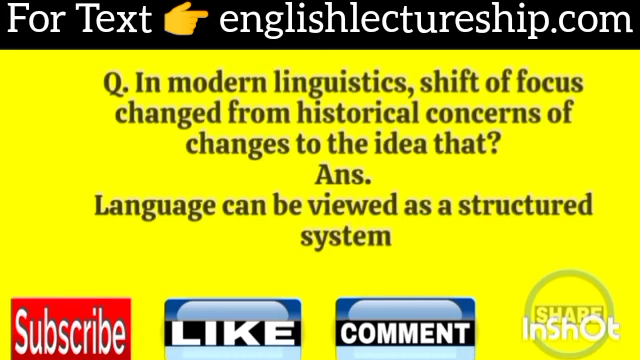 For Text 👉 englishlectureship.com
Q. In modern linguistics, shift of focus
changed from historical concerns of
changes to the idea that?
Ans.
Language can be viewed as a structured
system
Subscribe
LIKE
COMMENT
SHARE
InShOt